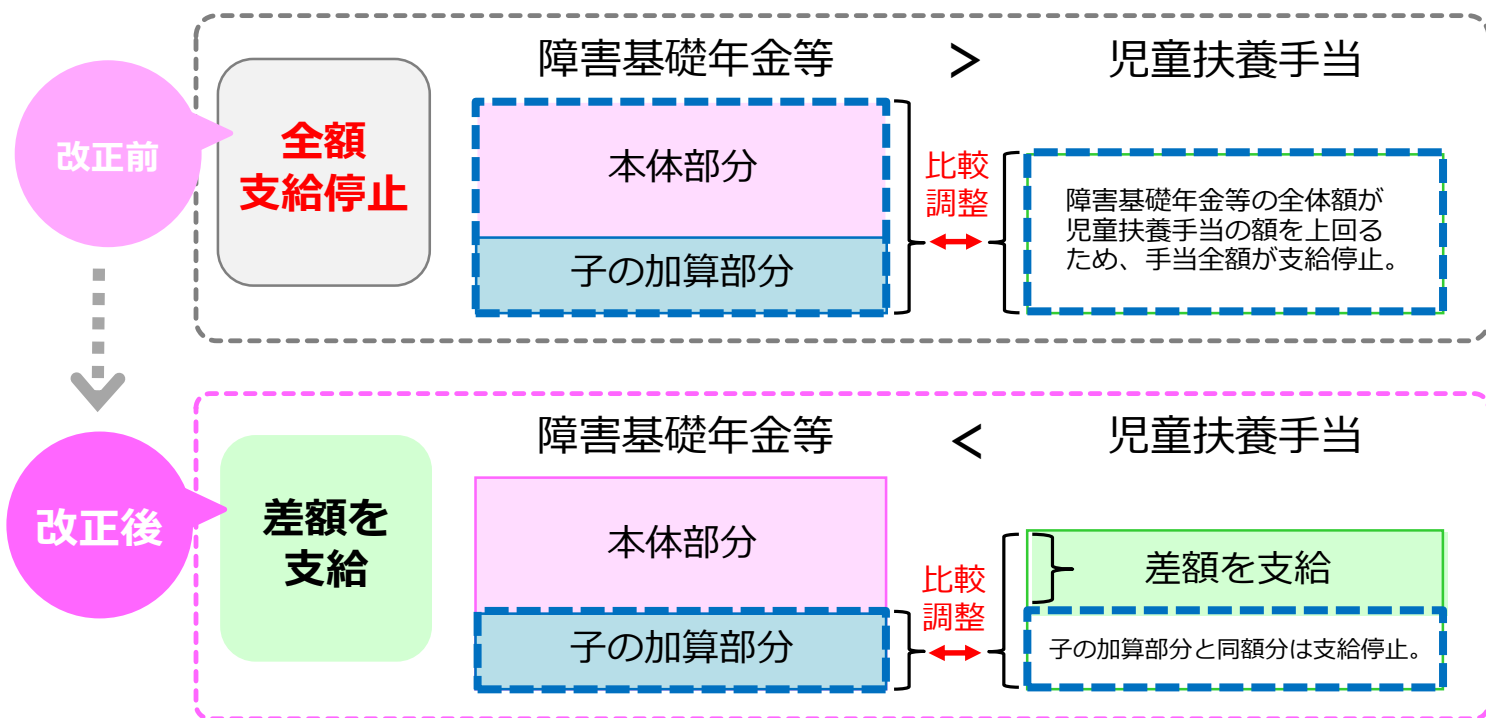 改正前
全額
支給停止
障害基礎年金等 > 児童扶養手当
本体部分
子の加算部分
比較
調整
障害基礎年金等の全体額が
児童扶養手当の額を上回る
ため、手当全額が支給停止。
改正後
差額を
支給
障害基礎年金等 < 児童扶養手当
本体部分
子の加算部分
比較
調整
差額を支給
子の加算部分と同額分は支給停止。